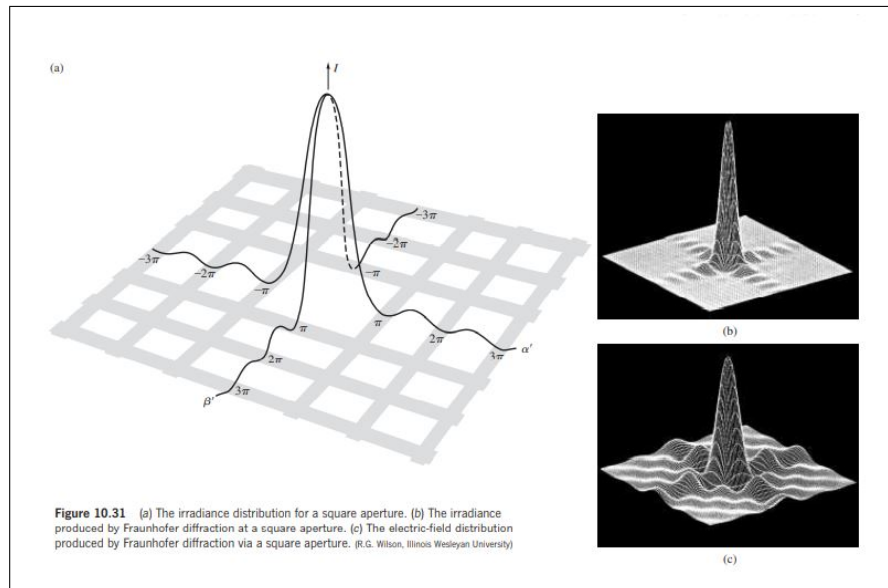 (a)
I
−3π
−2π
−π
−3π
−2π
−π
π
2π
3π
α′
π
2π
3π
β′
(b)
(c)
Figure 10.31 (a) The irradiance distribution for a square aperture. (b) The irradiance
produced by Fraunhofer diffraction at a square aperture. (c) The electric-field distribution
produced by Fraunhofer diffraction via a square aperture. (R.G. Wilson, Illinois Wesleyan University)